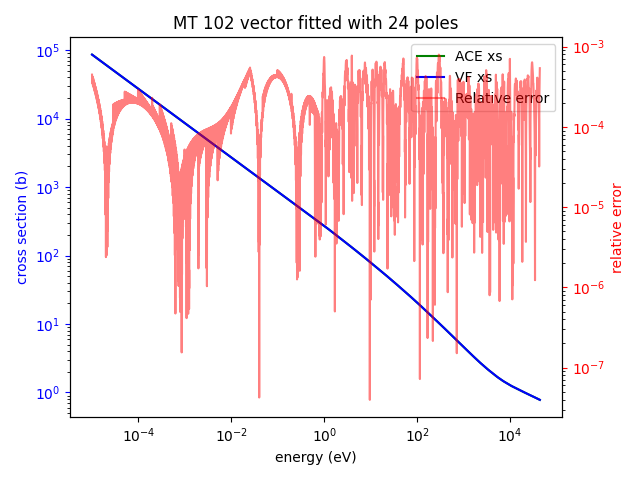 MT 102 vector fitted with 24 poles
ACE xs
VF xs
Relative error
cross section (b)
10^5
10^4
10^3
10^2
10^1
10^0
10^-3
10^-4
10^-5
10^-6
10^-7
relative error
10^-4 10^-2 10^0 10^2 10^4
energy (eV)